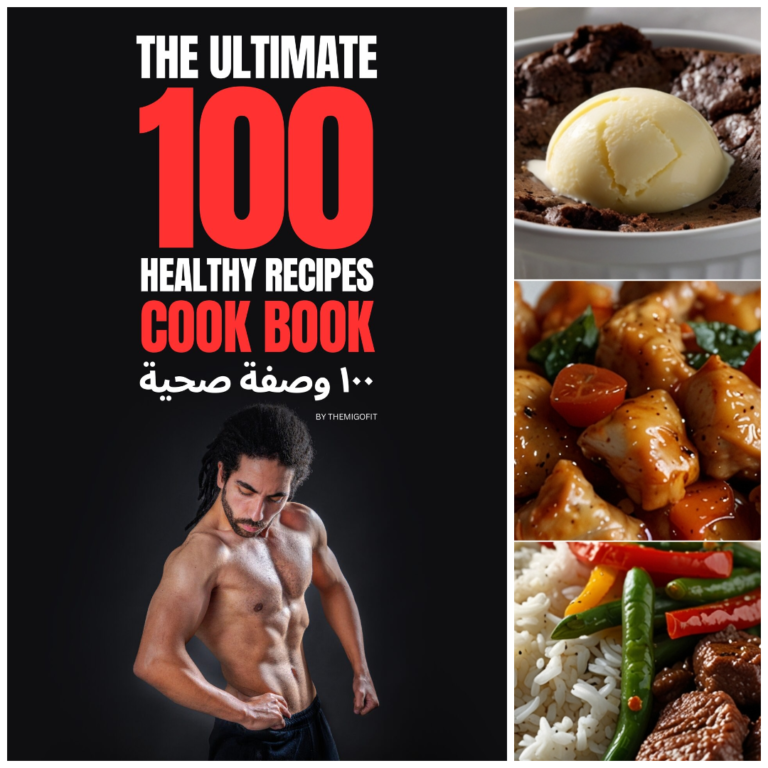 THE ULTIMATE
100
HEALTHY RECIPES
COOK BOOK
١٠٠ وصفة صحية
BY THEMIGOFIT